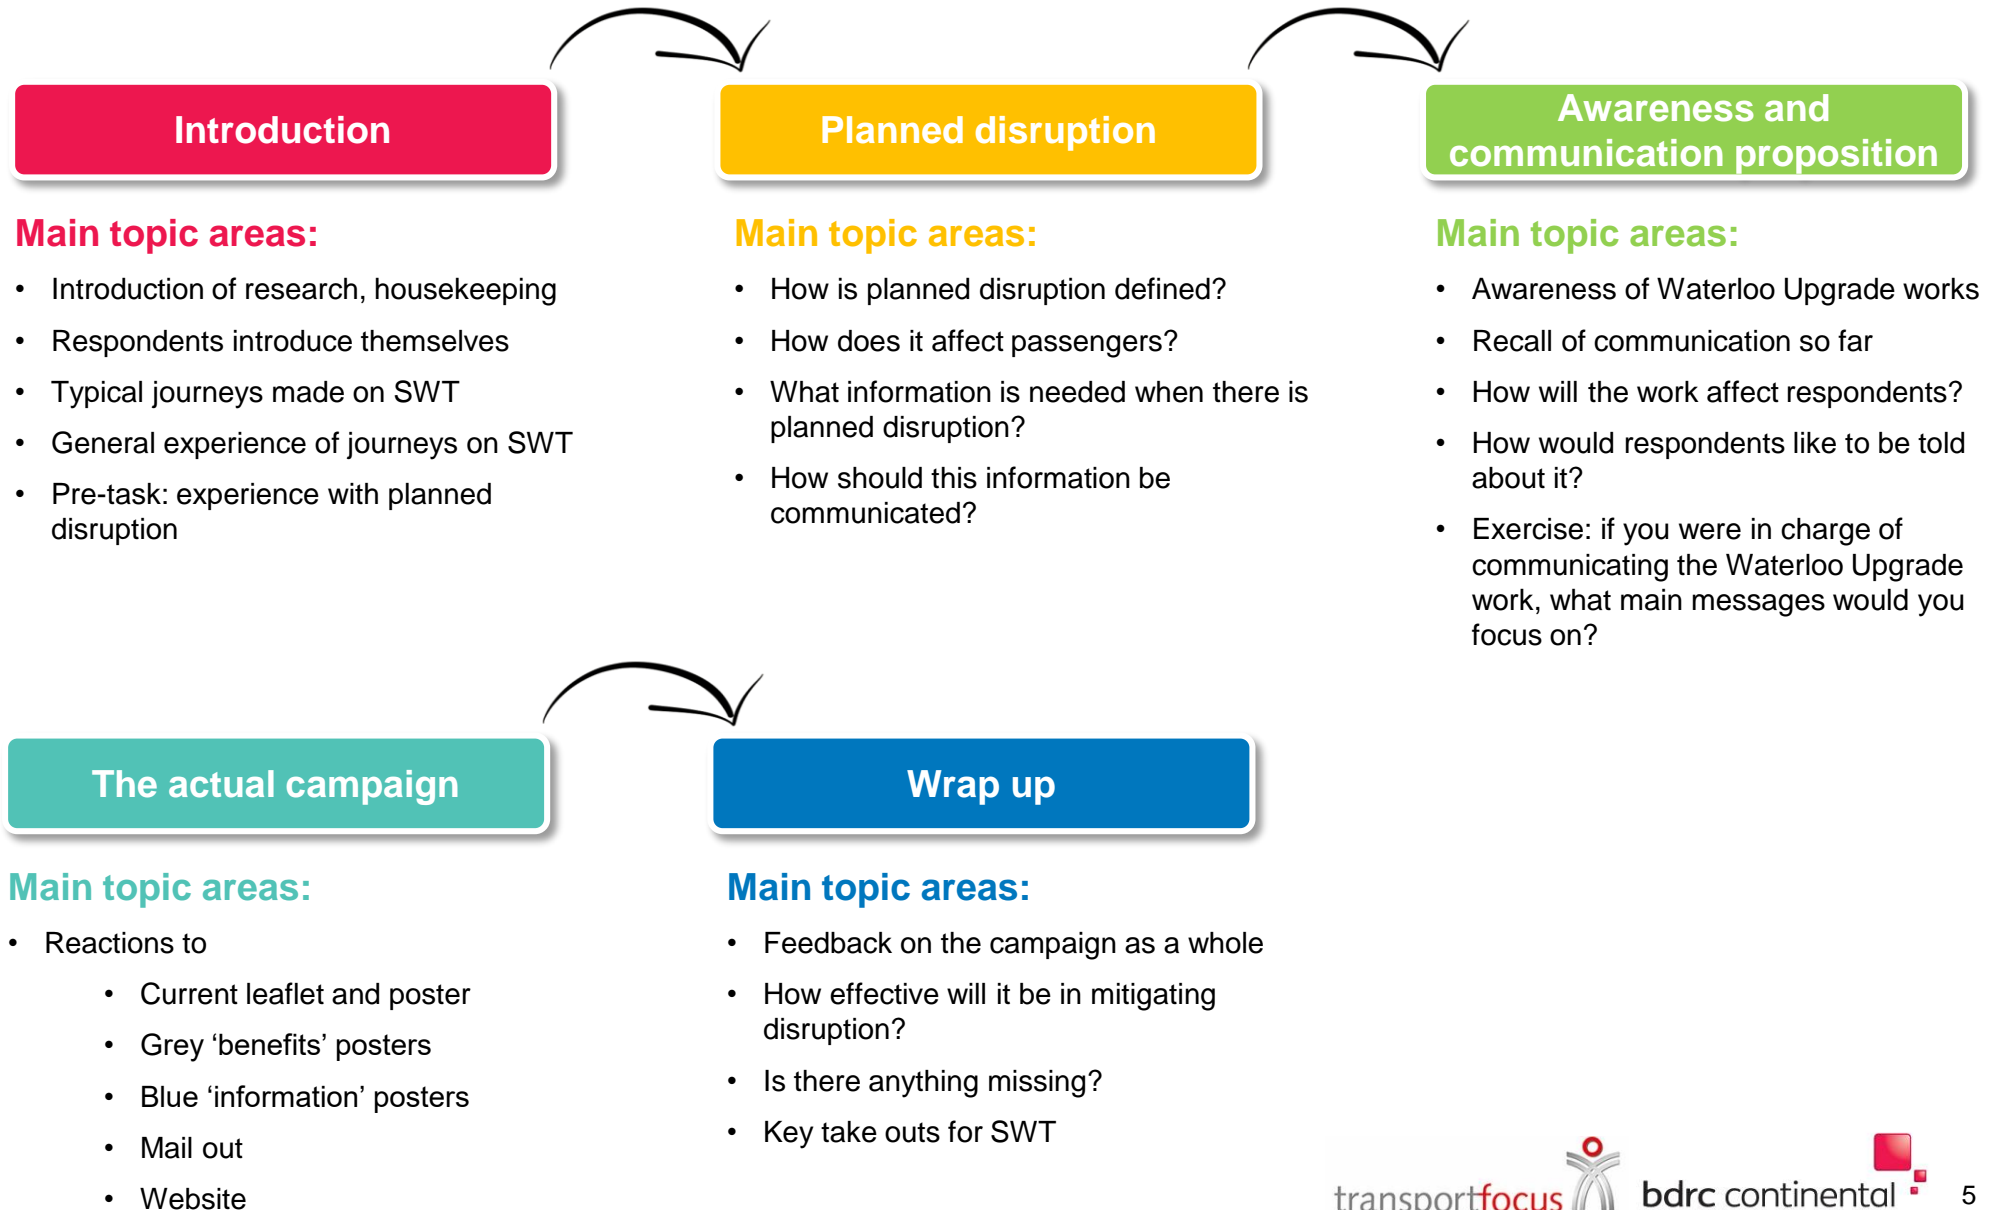 Introduction
Main topic areas:
• Introduction of research, housekeeping
• Respondents introduce themselves
• Typical journeys made on SWT
• General experience of journeys on SWT
• Pre-task: experience with planned
disruption
Planned disruption
Main topic areas:
• How is planned disruption defined?
• How does it affect passengers?
• What information is needed when there is
planned disruption?
• How should this information be
communicated?
Awareness and
communication proposition
Main topic areas:
• Awareness of Waterloo Upgrade works
• Recall of communication so far
• How will the work affect respondents?
• How would respondents like to be told
about it?
• Exercise: if you were in charge of
communicating the Waterloo Upgrade
work, what main messages would you
focus on?
The actual campaign
Main topic areas:
• Reactions to
• Current leaflet and poster
• Grey ‘benefits’ posters
• Blue ‘information’ posters
• Mail out
• Website
Wrap up
Main topic areas:
• Feedback on the campaign as a whole
• How effective will it be in mitigating
disruption?
• Is there anything missing?
• Key take outs for SWT
transportfocus
bdrc continental
5